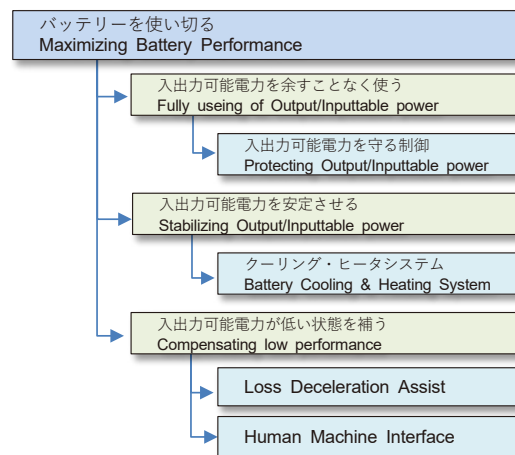 バッテリーを使い切る
Maximizing Battery Performance
入出力可能電力を余すことなく使う
Fully useing of Output/Inputtable power
入出力可能電力を守る制御
Protecting Output/Inputtable power
入出力可能電力を安定させる
Stabilizing Output/Inputtable power
クーリング・ヒータシステム
Battery Cooling & Heating System
入出力可能電力が低い状態を補う
Compensating low performance
Loss Deceleration Assist
Human Machine Interface